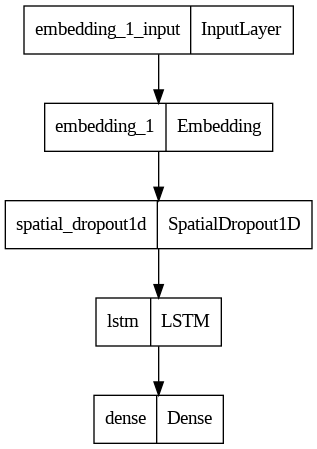 embedding_1_input InputLayer
embedding_1 Embedding
spatial_dropout1d SpatialDropout1D
lstm LSTM
dense Dense